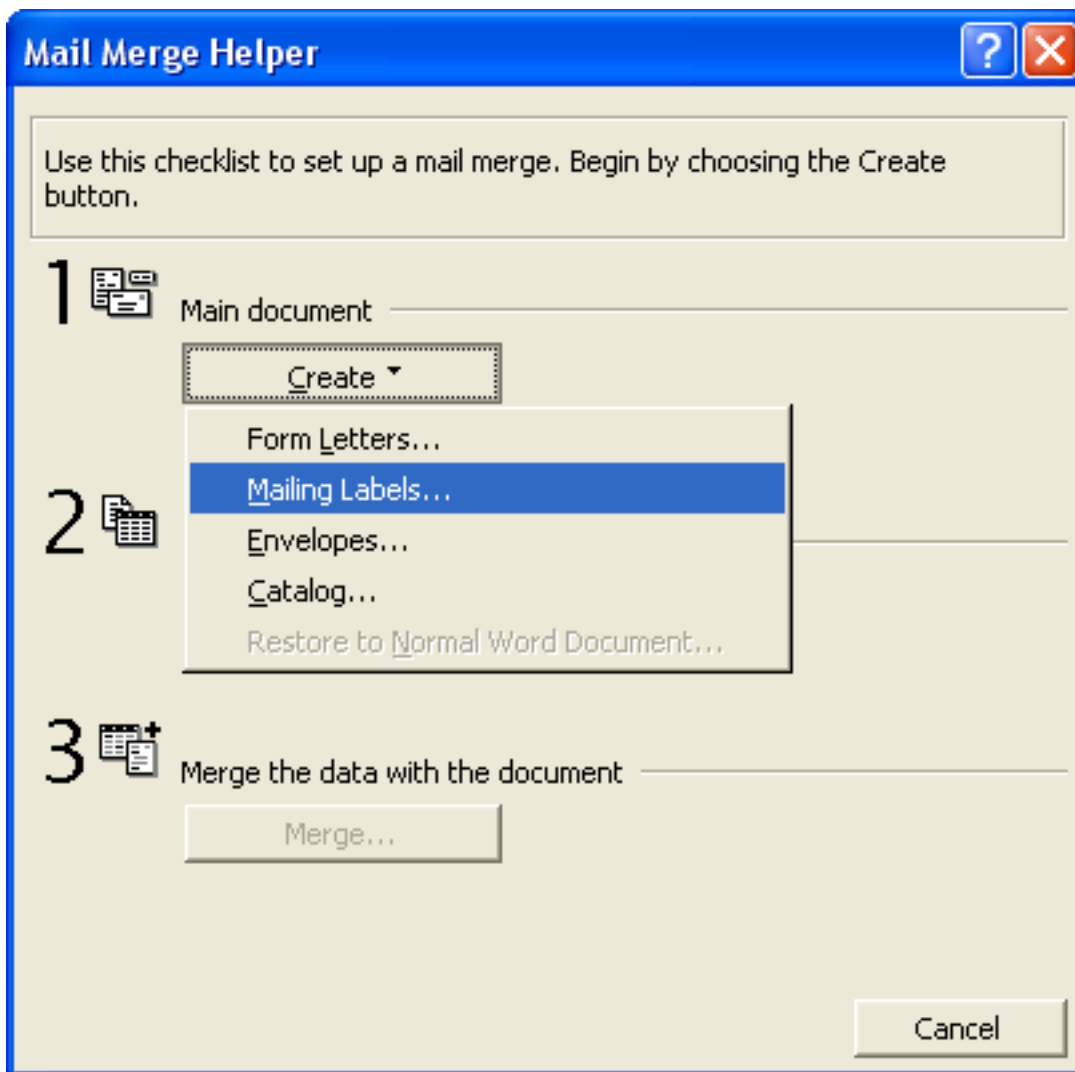 Mail Merge Helper
?
Use this checklist to set up a mail merge. Begin by choosing the Create
button.
1
Main document
Create
Form Letters...
Mailing Labels...
2
Envelopes...
Catalog...
Restore to Normal Word Document...
3
Merge the data with the document
Merge...
Cancel